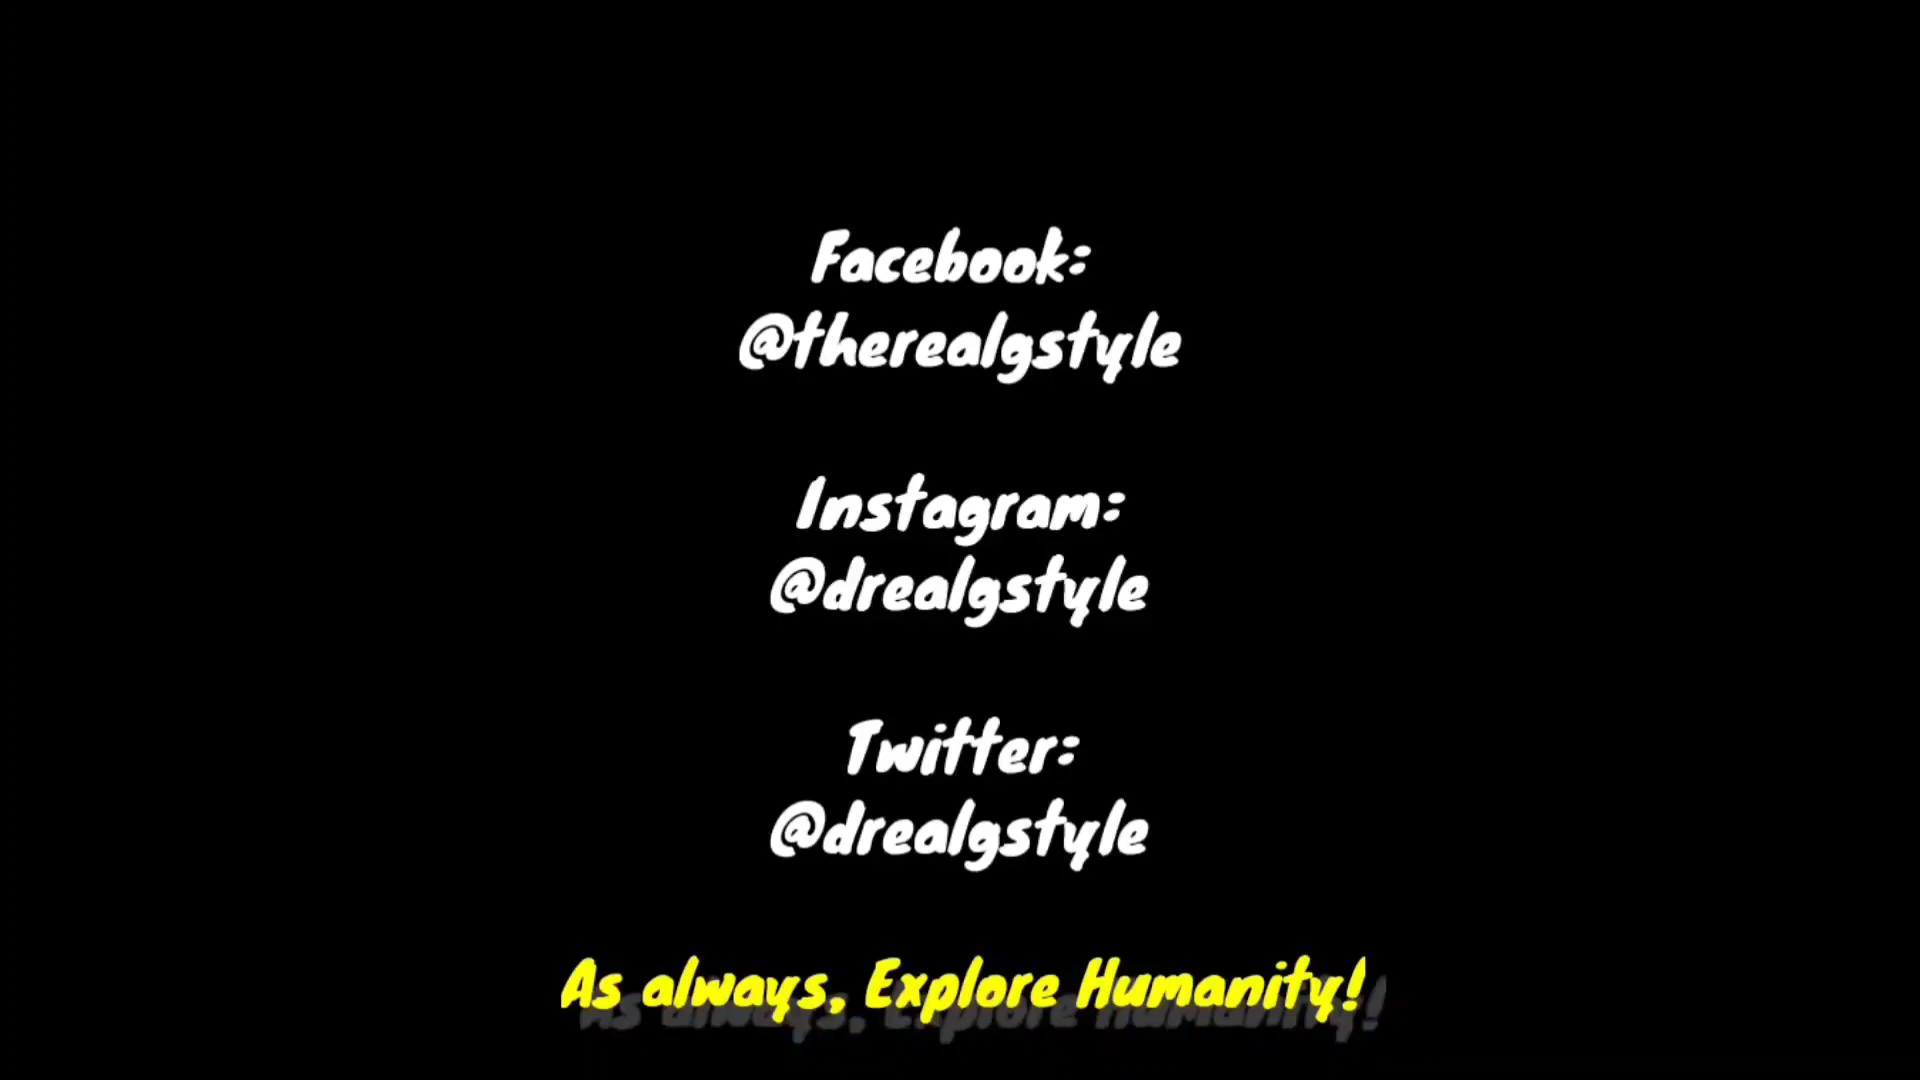 Facebook:
@therealgstyle
Instagram:
@drealgstyle
Twitter:
@drealgstyle
As always, Explore Humanity!